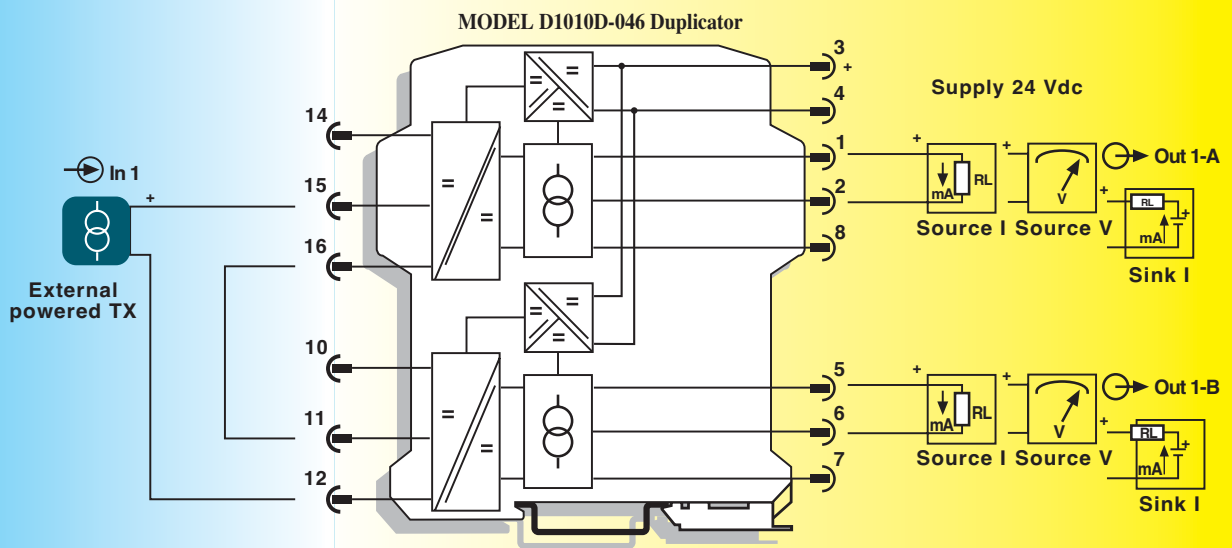 MODEL D1010D-046 Duplicator
3
+
Supply 24 Vdc
4
14
1
+
+
Out 1-A
In 1
RL
mA
V
15
+
2
+
RL
+
mA
Source I Source V
16
8
Sink I
External
powered TX
=
=
=
=
=
10
5
+
+
Out 1-B
RL
mA
V
11
6
+
RL
+
mA
Source I Source V
12
7
Sink I
=
=
=
=
=